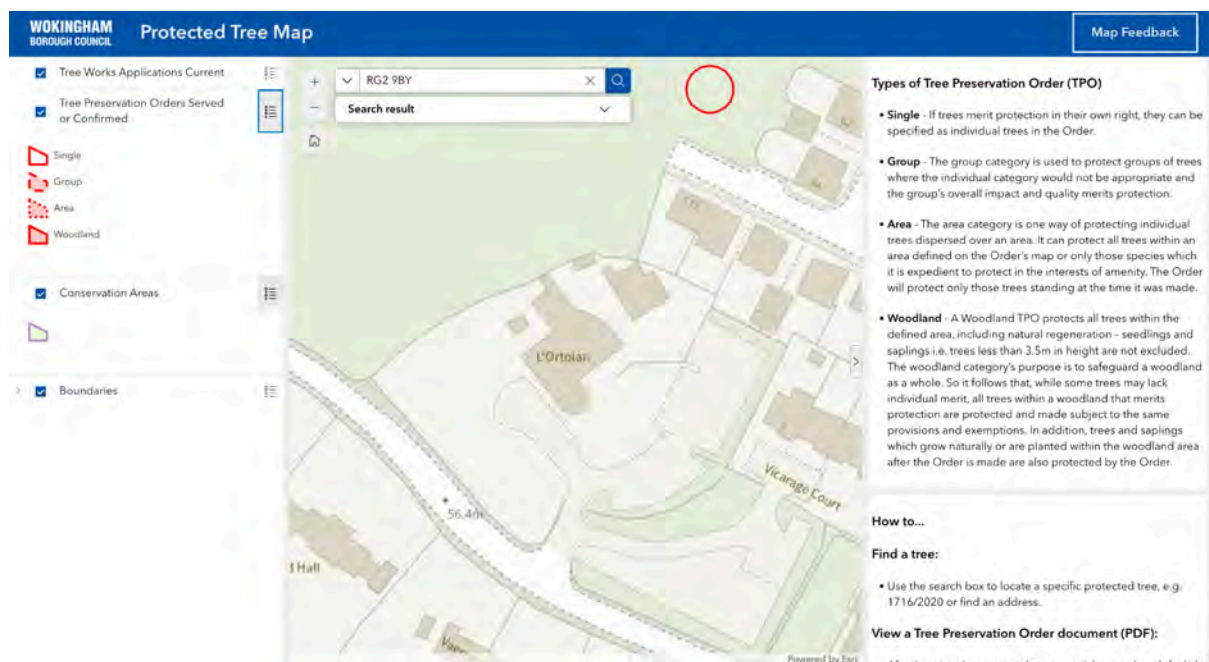 WOKINGHAM
BOROUGH COUNCIL
Protected Tree Map
Map Feedback
Tree Works Applications Current
Tree Preservation Orders Served
or Confirmed
Single
Group
Area
Woodland
Conservation Areas
Boundaries
RG2 9BY
Search result
L'Ortolan
Vicarage Court
56.4m
Hall
Powered by Esri
Types of Tree Preservation Order (TPO)
• Single - If trees merit protection in their own right, they can be
specified as individual trees in the Order.
• Group - The group category is used to protect groups of trees
where the individual category would not be appropriate and
the group's overall impact and quality merits protection.
• Area - The area category is one way of protecting individual
trees dispersed over an area. It can protect all trees within an
area defined on the Order's map or only those species which
it is expedient to protect in the interests of amenity. The Order
will protect only those trees standing at the time it was made.
• Woodland - A Woodland TPO protects all trees within the
defined area, including natural regeneration – seedlings and
saplings i.e. trees less than 3.5m in height are not excluded.
The woodland category's purpose is to safeguard a woodland
as a whole. So it follows that, while some trees may lack
individual merit, all trees within a woodland that merits
protection are protected and made subject to the same
provisions and exemptions. In addition, trees and saplings
which grow naturally or are planted within the woodland area
after the Order is made are also protected by the Order.
How to...
Find a tree:
• Use the search box to locate a specific protected tree, e.g.
1716/2020 or find an address.
View a Tree Preservation Order document (PDF):